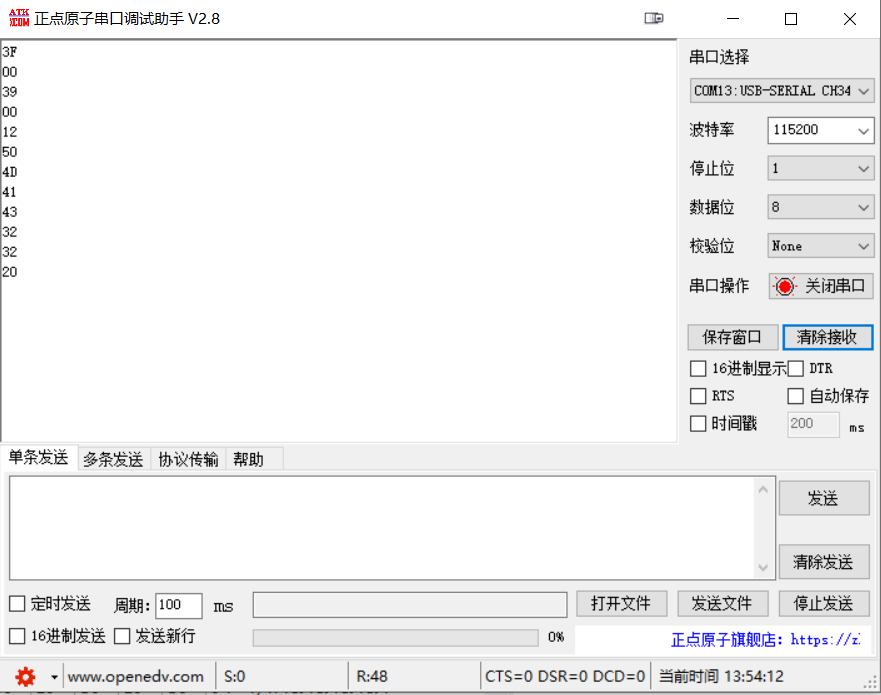 ATK XCOM 正点原子串口调试助手 V2.8
3F
00
39
00
12
50
4D
41
43
32
32
20
串口选择
COM13:USB-SERIAL CH34
波特率 115200
停止位 1
数据位 8
校验位 None
串口操作 关闭串口
保存窗口 清除接收
16进制显示 DTR
RTS 自动保存
时间戳 200 ms
单条发送 多条发送 协议传输 帮助
发送
清除发送
定时发送 周期: 100 ms 打开文件 发送文件 停止发送
16进制发送 发送新行 0% 正点原子旗舰店: https://z
www.openedv.com S:0 R:48 CTS=0 DSR=0 DCD=0 当前时间 13:54:12